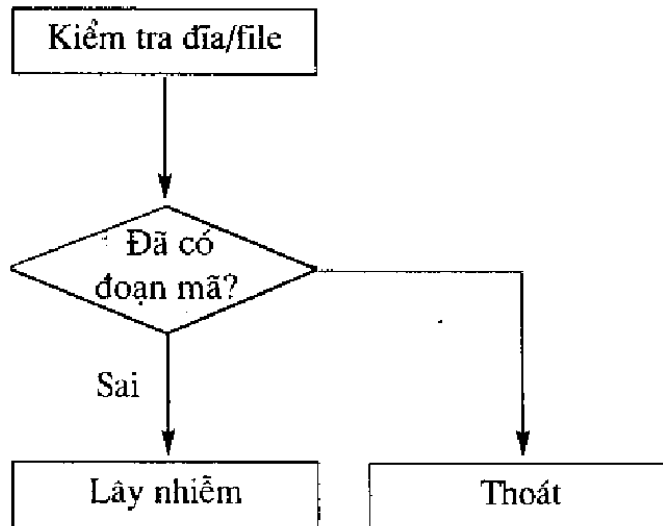 Kiểm tra đĩa/file
Đã có
đoạn mã?
Sai
Lây nhiễm
Thoát